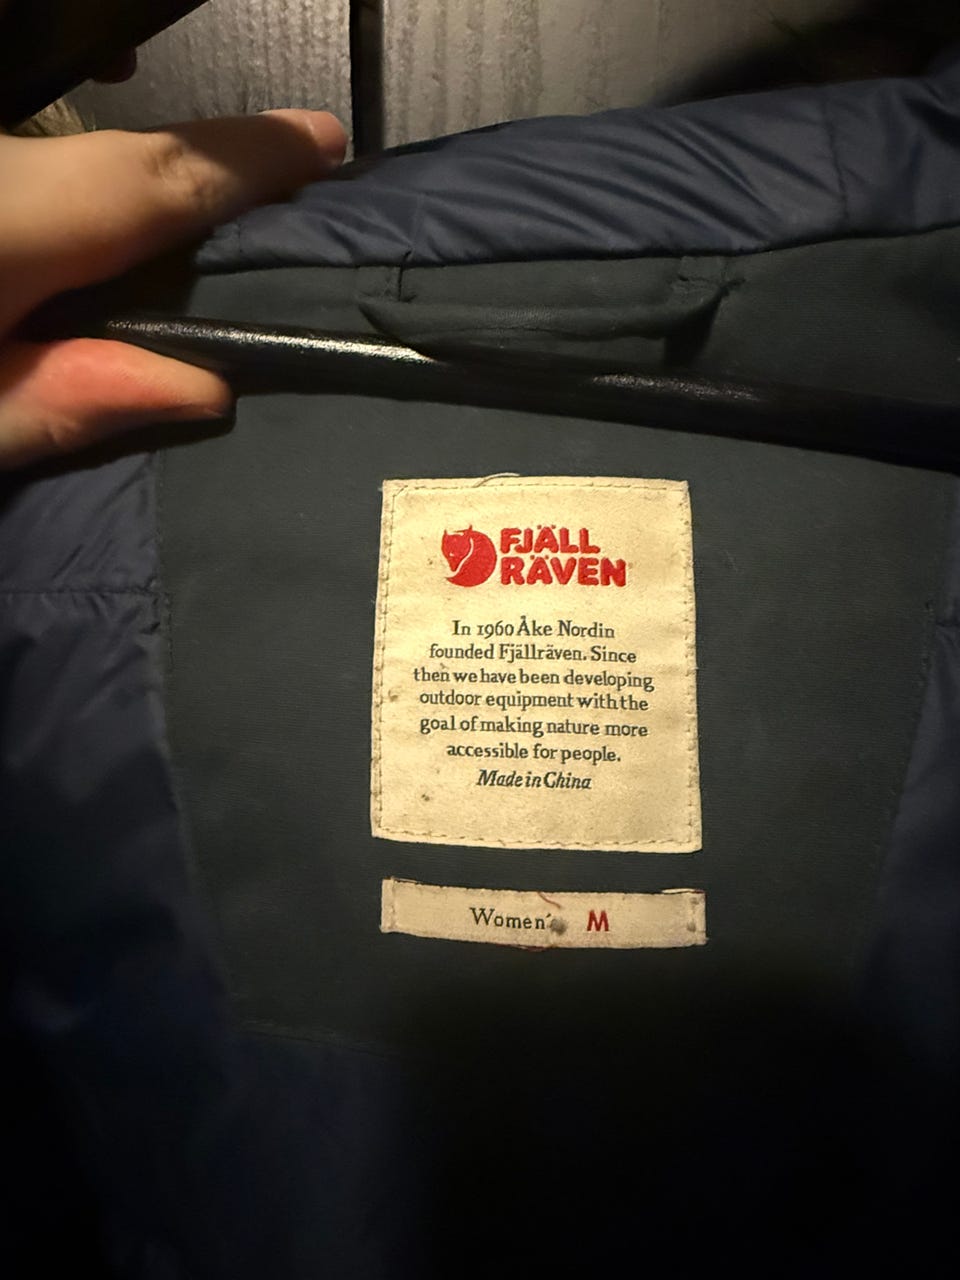 FJÄLL
RÄVEN
In 1960 Åke Nordin
founded Fjällräven. Since
then we have been developing
outdoor equipment with the
goal of making nature more
accessible for people.
Made in China
Women's M